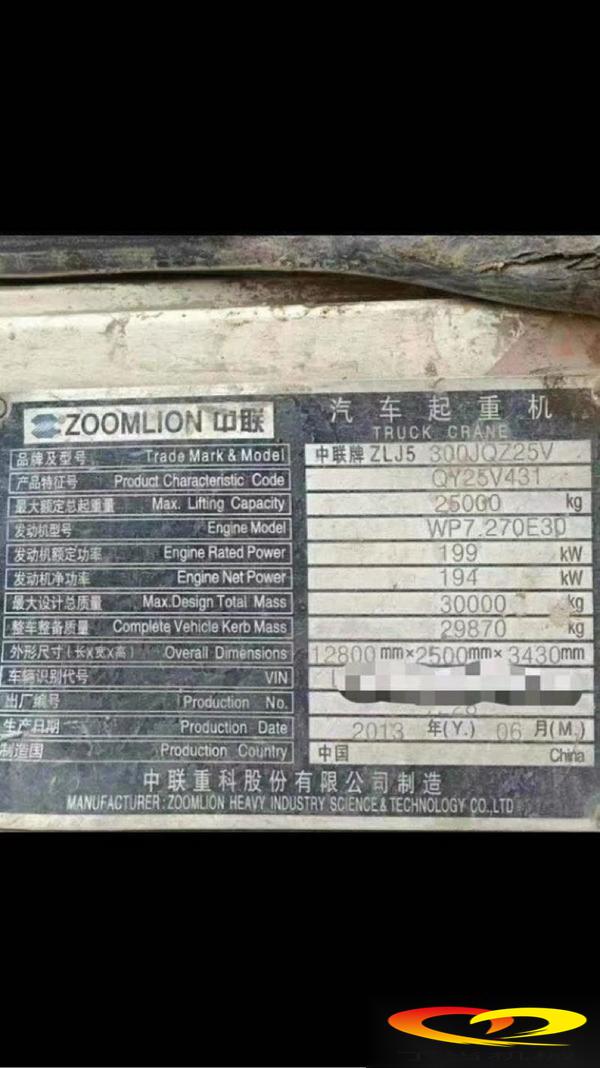 ZOOMLION 中联
汽车起重机
TRUCK CRANE
品牌及型号 Trade Mark & Model 中联牌 ZLJ5 300JQZ25V
产品特征号 Product Characteristic Code QY25V431
最大额定总起重量 Max. Lifting Capacity 25000 kg
发动机型号 Engine Model WP7.270E30
发动机额定功率 Engine Rated Power 199 kW
发动机净功率 Engine Net Power 194 kW
最大设计总质量 Max.Design Total Mass 30000 kg
整车整备质量 Complete Vehicle Kerb Mass 29870 kg
外形尺寸(长x宽x高) Overall Dimensions 12800 mm×2500mm×3430mm
车辆识别代号 VIN L
出厂编号 Production No.
生产日期 Production Date 2013 年(Y.) 06 月(M.)
制造国 Production Country 中国 China
中联重科股份有限公司制造
MANUFACTURER:ZOOMLION HEAVY INDUSTRY SCIENCE&TECHNOLOGY CO.,LTD